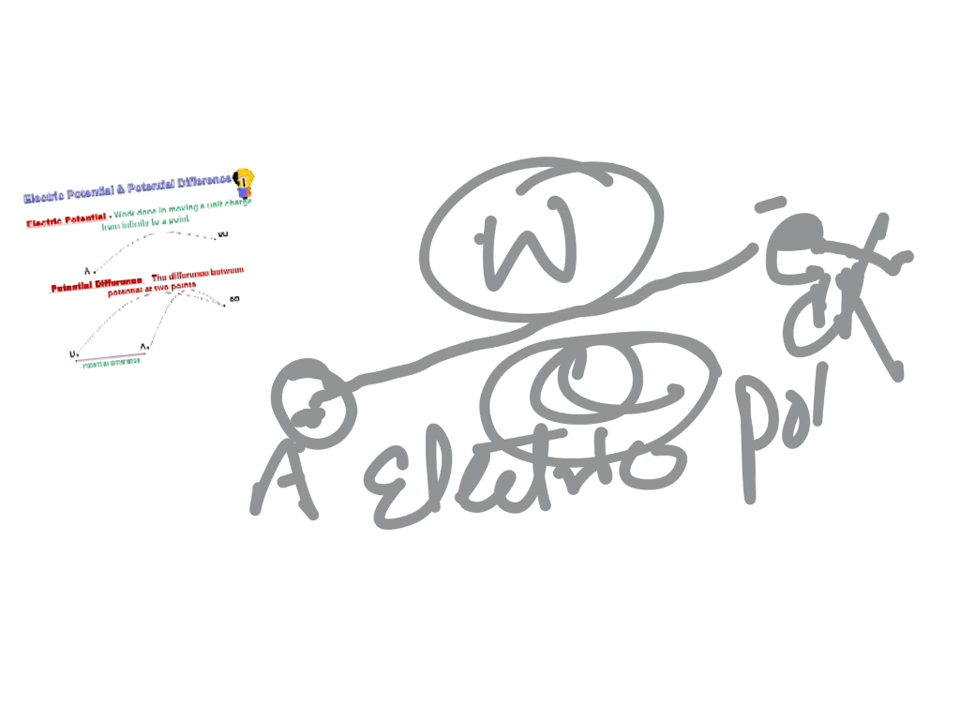 Electric Potential & Potential Difference
Electric Potential - Work done in moving a unit charge
from infinity to a point
∞
A
Potential Difference The difference between
potential at two points
∞
A
Potential difference
W
A Electric Pot